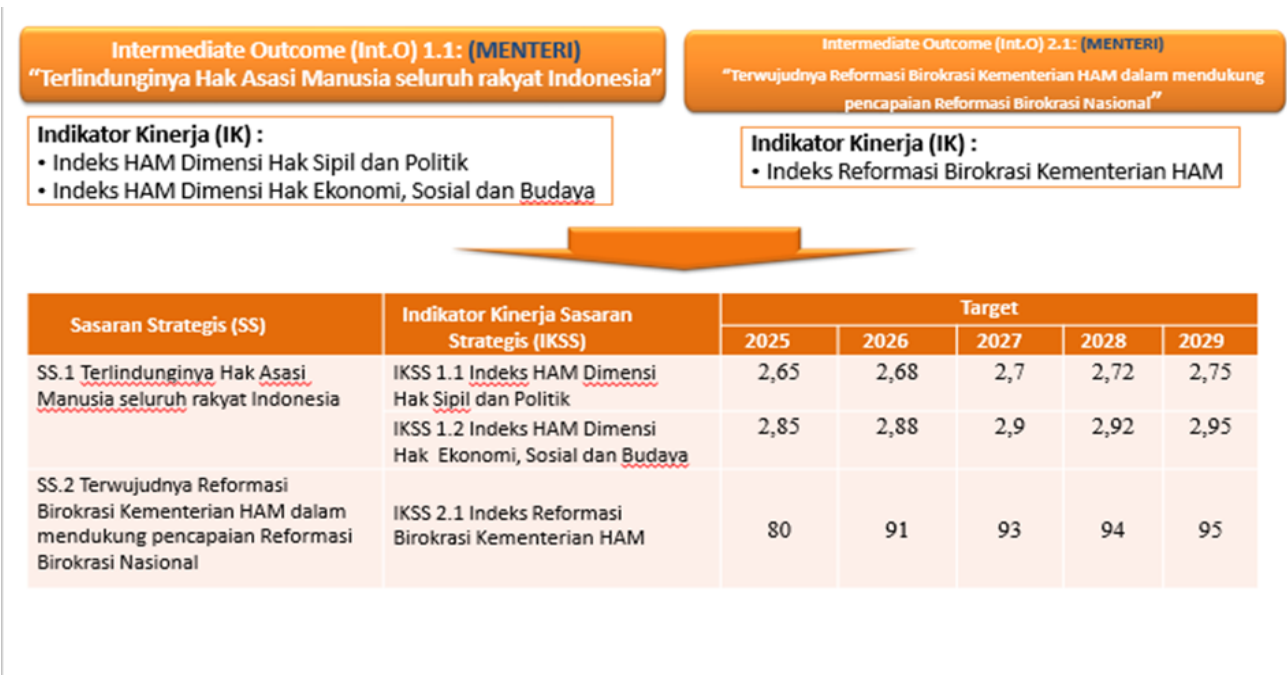 Intermediate Outcome (Int.O) 1.1: (MENTERI)
“Terlindunginya Hak Asasi Manusia seluruh rakyat Indonesia”
Indikator Kinerja (IK) :
• Indeks HAM Dimensi Hak Sipil dan Politik
• Indeks HAM Dimensi Hak Ekonomi, Sosial dan Budaya
Intermediate Outcome (Int.O) 2.1: (MENTERI)
“Terwujudnya Reformasi Birokrasi Kementerian HAM dalam mendukung
pencapaian Reformasi Birokrasi Nasional”
Indikator Kinerja (IK) :
• Indeks Reformasi Birokrasi Kementerian HAM
Sasaran Strategis (SS)
Indikator Kinerja Sasaran
Strategis (IKSS)
Target
2025 2026 2027 2028 2029
SS.1 Terlindunginya Hak Asasi
Manusia seluruh rakyat Indonesia
IKSS 1.1 Indeks HAM Dimensi
Hak Sipil dan Politik
2,65 2,68 2,7 2,72 2,75
IKSS 1.2 Indeks HAM Dimensi
Hak Ekonomi, Sosial dan Budaya
2,85 2,88 2,9 2,92 2,95
SS.2 Terwujudnya Reformasi
Birokrasi Kementerian HAM dalam
mendukung pencapaian Reformasi
Birokrasi Nasional
IKSS 2.1 Indeks Reformasi
Birokrasi Kementerian HAM
80 91 93 94 95